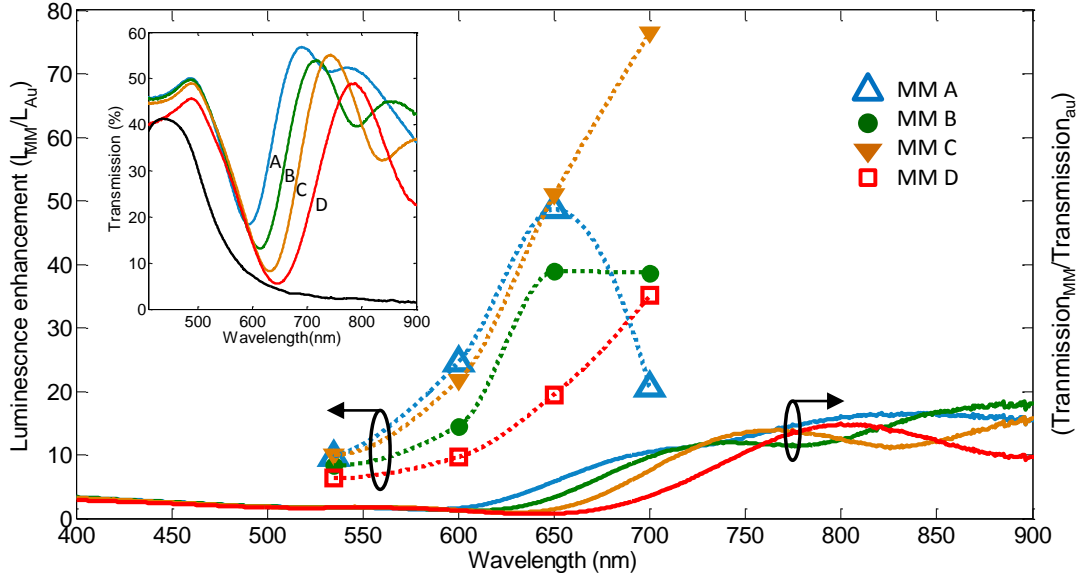 Luminescnce enhancement (L_MM/L_Au)
80
70
60
50
40
30
20
10
0
400
450
500
550
600
650
700
750
800
850
900
Wavelength (nm)
(Tranmission_MM/Transmission_au)
MM A
MM B
MM C
MM D
Transmission (%)
60
50
40
30
20
10
0
500
600
700
800
900
Wavelength(nm)
A
B
C
D